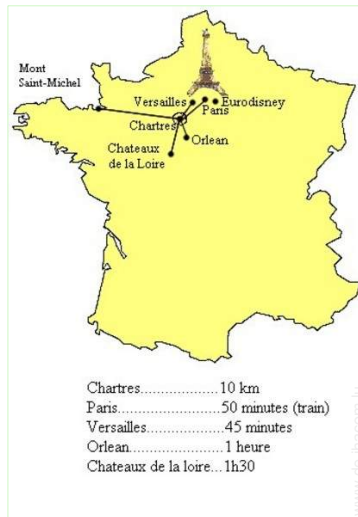 Mont
Saint-Michel
Versailles
Eurodisney
Paris
Chartres
Orlean
Chateaux
de la Loire
Chartres.....................10 km
Paris............................50 minutes (train)
Versailles....................45 minutes
Orlean.........................1 heure
Chateaux de la loire...1h30